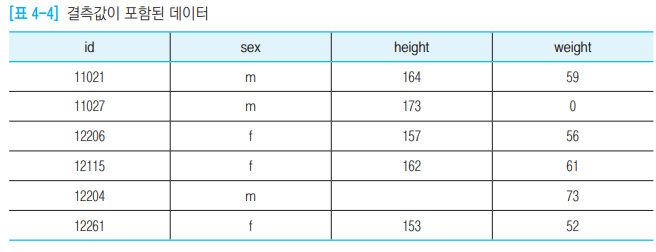 [표 4-4] 결측값이 포함된 데이터
id sex height weight
11021 m 164 59
11027 m 173 0
12206 f 157 56
12115 f 162 61
12204 m 73
12261 f 153 52